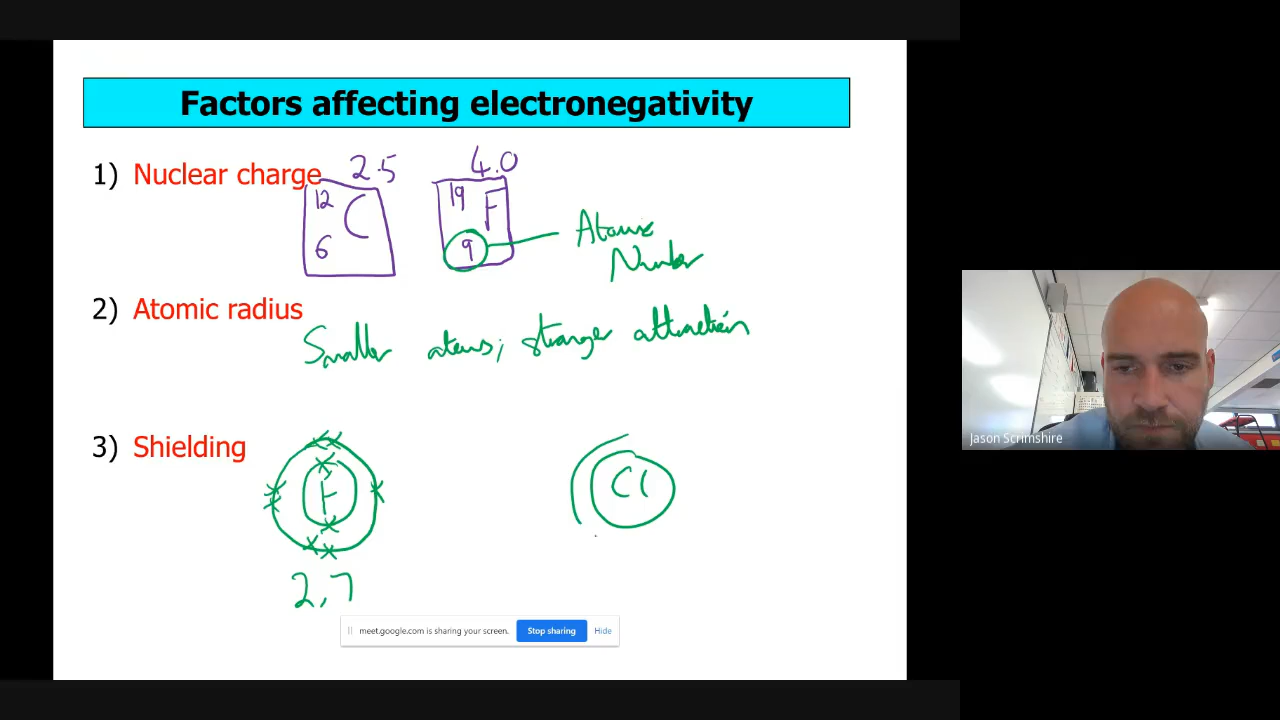 Factors affecting electronegativity
1) Nuclear charge 2.5 4.0
12 C 19 F
6 9
Atomic
Number
2) Atomic radius
Smaller atoms; stronger attraction
3) Shielding
F Cl
2,7
meet.google.com is sharing your screen. Stop sharing Hide
Jason Scrimshire